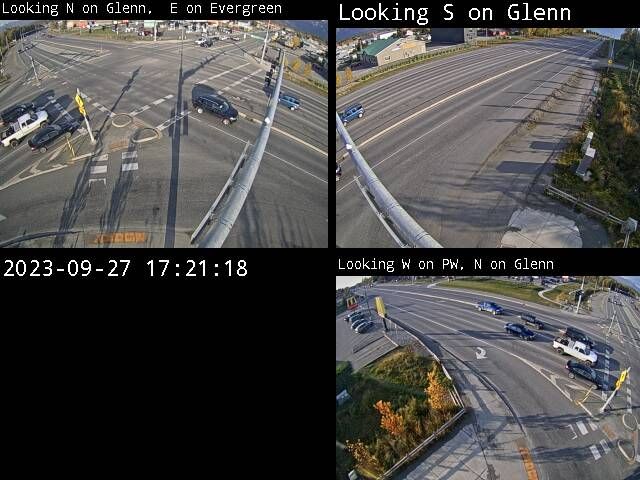 Looking N on Glenn,  E on Evergreen
Looking S on Glenn
2023-09-27 17:21:18
Looking W on PW, N on Glenn